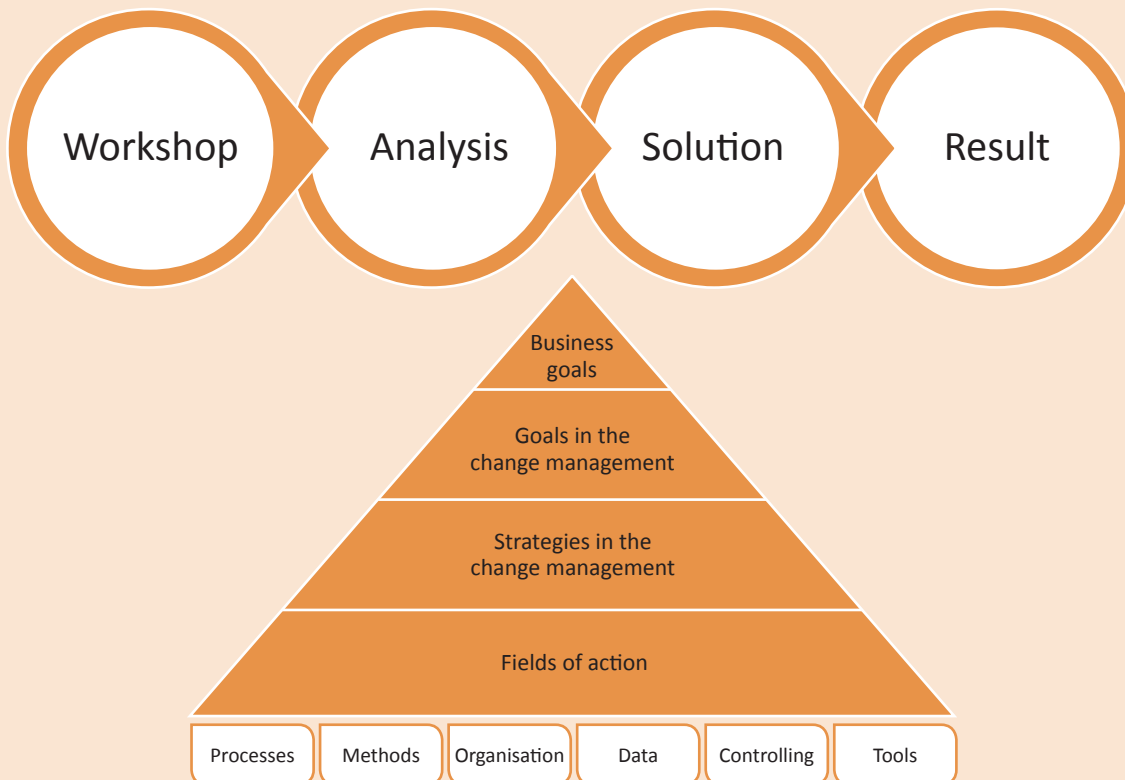 Workshop
Analysis
Solution
Result
Business
goals
Goals in the
change management
Strategies in the
change management
Fields of action
Processes
Methods
Organisation
Data
Controlling
Tools